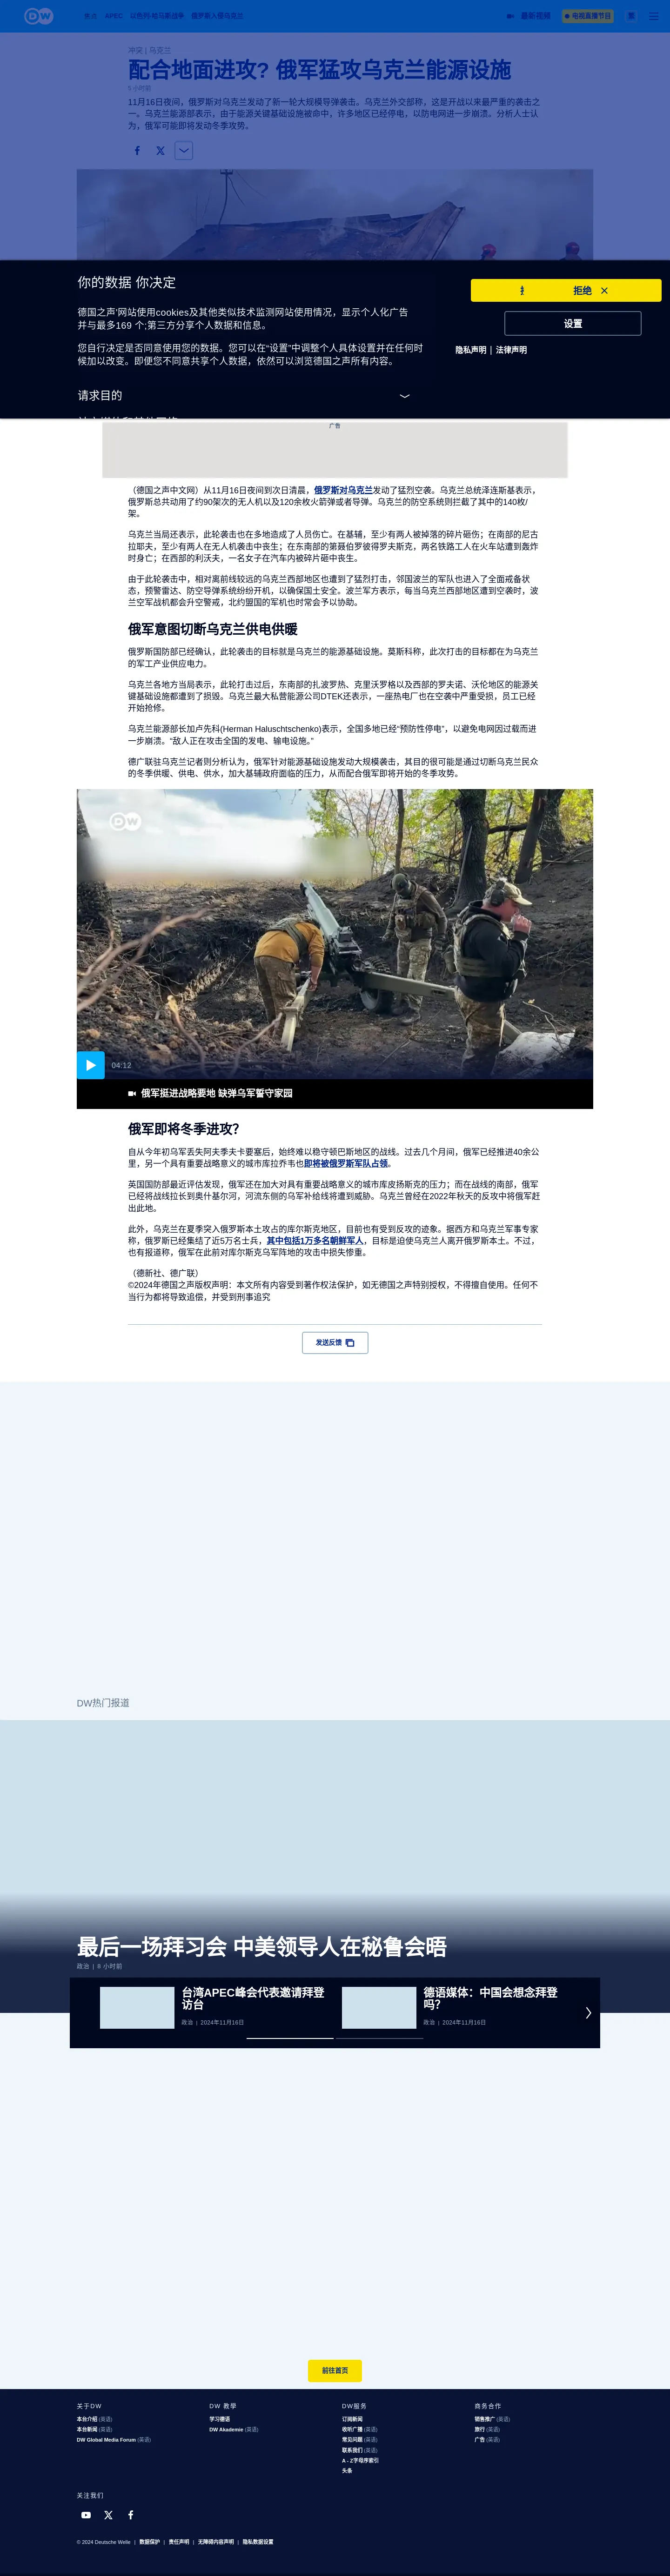 DW
焦点 APEC 以色列-哈马斯战争 俄罗斯入侵乌克兰
最新视频
电视直播节目
冲突 | 乌克兰
配合地面进攻? 俄军猛攻乌克兰能源设施
9 小时前
11月16日夜间,俄罗斯对乌克兰发动了新一轮大规模导弹袭击。乌克兰外交部称,这是开战以来最严重的袭击之
一。乌克兰能源部表示,由于能源关键基础设施被命中,许多地区已经停电,以防电网进一步崩溃。分析人士认
为,俄军可能即将发动冬季攻势。
你的数据 你决定
拒绝
德国之声'网站使用cookies及其他类似技术监测网站使用情况,显示个人化广告
并与最多169 个;第三方分享个人数据和信息。
设置
您自行决定是否同意使用您的数据。您可以在"设置"中调整个人具体设置并在任何时
候加以改变。即便您不同意共享个人数据,依然可以浏览德国之声所有内容。
隐私声明 | 法律声明
请求目的
广告
(德国之声中文网)从11月16日夜间到次日清晨,俄罗斯对乌克兰发动了猛烈空袭。乌克兰总统泽连斯基表示,
俄罗斯总共动用了约90架次的无人机以及120余枚火箭弹或者导弹。乌克兰的防空系统则拦截了其中的140枚/
架。
乌克兰当局还表示,此轮袭击也在多地造成了人员伤亡。在基辅,至少有两人被掉落的碎片砸伤;在南部的尼古
拉耶夫,至少有两人在无人机袭击中丧生;在东南部的第聂伯罗彼得罗夫斯克,两名铁路工人在火车站遭到轰炸
时身亡;在西部的利沃夫,一名女子在汽车内被碎片砸中丧生。
由于此轮袭击中,相对离前线较远的乌克兰西部地区也遭到了猛烈打击,邻国波兰的军队也进入了全面戒备状
态,预警雷达、防空导弹系统纷纷开机,以确保国土安全。波兰军方表示,每当乌克兰西部地区遭到空袭时,波
兰空军战机都会升空警戒,北约盟国的军机也时常会予以协助。
俄军意图切断乌克兰供电供暖
俄罗斯国防部已经确认,此轮袭击的目标就是乌克兰的能源基础设施。莫斯科称,此次打击的目标都在为乌克兰
的军工产业供应电力。
乌克兰各地方当局表示,此轮打击过后,东南部的扎波罗热、克里沃罗格以及西部的罗夫诺、沃伦地区的能源关
键基础设施都遭到了损毁。乌克兰最大私营能源公司DTEK还表示,一座热电厂也在空袭中严重受损,员工已经
开始抢修。
乌克兰能源部长加卢先科(Herman Haluschtschenko)表示,全国多地已经"预防性停电",以避免电网因过载而进
一步崩溃。"敌人正在攻击全国的发电、输电设施。"
德广联驻乌克兰记者则分析认为,俄军针对能源基础设施发动大规模袭击,其目的很可能是通过切断乌克兰民众
的冬季供暖、供电、供水,加大基辅政府面临的压力,从而配合俄军即将开始的冬季攻势。
DW
04:12
俄军挺进战略要地 缺弹乌军誓守家园
俄军即将冬季进攻?
自从今年初乌军丢失阿夫季夫卡要塞后,始终难以稳守顿巴斯地区的战线。过去几个月间,俄军已经推进40余公
里,另一个具有重要战略意义的城市库拉乔韦也即将被俄罗斯军队占领。
英国国防部最近评估发现,俄军还在加大对具有重要战略意义的城市库皮扬斯克的压力;而在战线的南部,俄军
已经将战线拉长到奥什基尔河,河流东侧的乌军补给线将遭到威胁。乌克兰曾经在2022年秋天的反攻中将俄军赶
出此地。
此外,乌克兰在夏季突入俄罗斯本土攻占的库尔斯克地区,目前也有受到反攻的迹象。据西方和乌克兰军事专家
称,俄罗斯已经集结了近5万名士兵,其中包括1万多名朝鲜军人,目标是迫使乌克兰人离开俄罗斯本土。不过,
也有报道称,俄军在此前对库尔斯克乌军阵地的攻击中损失惨重。
(德新社、德广联)
©2024年德国之声版权声明:本文所有内容受到著作权法保护,如无德国之声特别授权,不得擅自使用。任何不
当行为都将导致追偿,并受到刑事追究
发送反馈
DW热门报道
最后一场拜习会 中美领导人在秘鲁会晤
政治 | 8 小时前
台湾APEC峰会代表邀请拜登
访台
政治 | 2024年11月16日
德语媒体:中国会想念拜登
吗?
政治 | 2024年11月16日
前往首页
关于DW
本台介绍 (英语)
本台新闻 (英语)
DW Global Media Forum (英语)
DW 教學
学习德语
DW Akademie (英语)
DW服务
订阅新闻
收听广播 (英语)
常见问题 (英语)
联系我们 (英语)
A - Z字母序索引
头条
商务合作
销售推广 (英语)
旅行 (英语)
广告 (英语)
关注我们
© 2024 Deutsche Welle | 数据保护 | 责任声明 | 无障碍内容声明 | 隐私数据设置